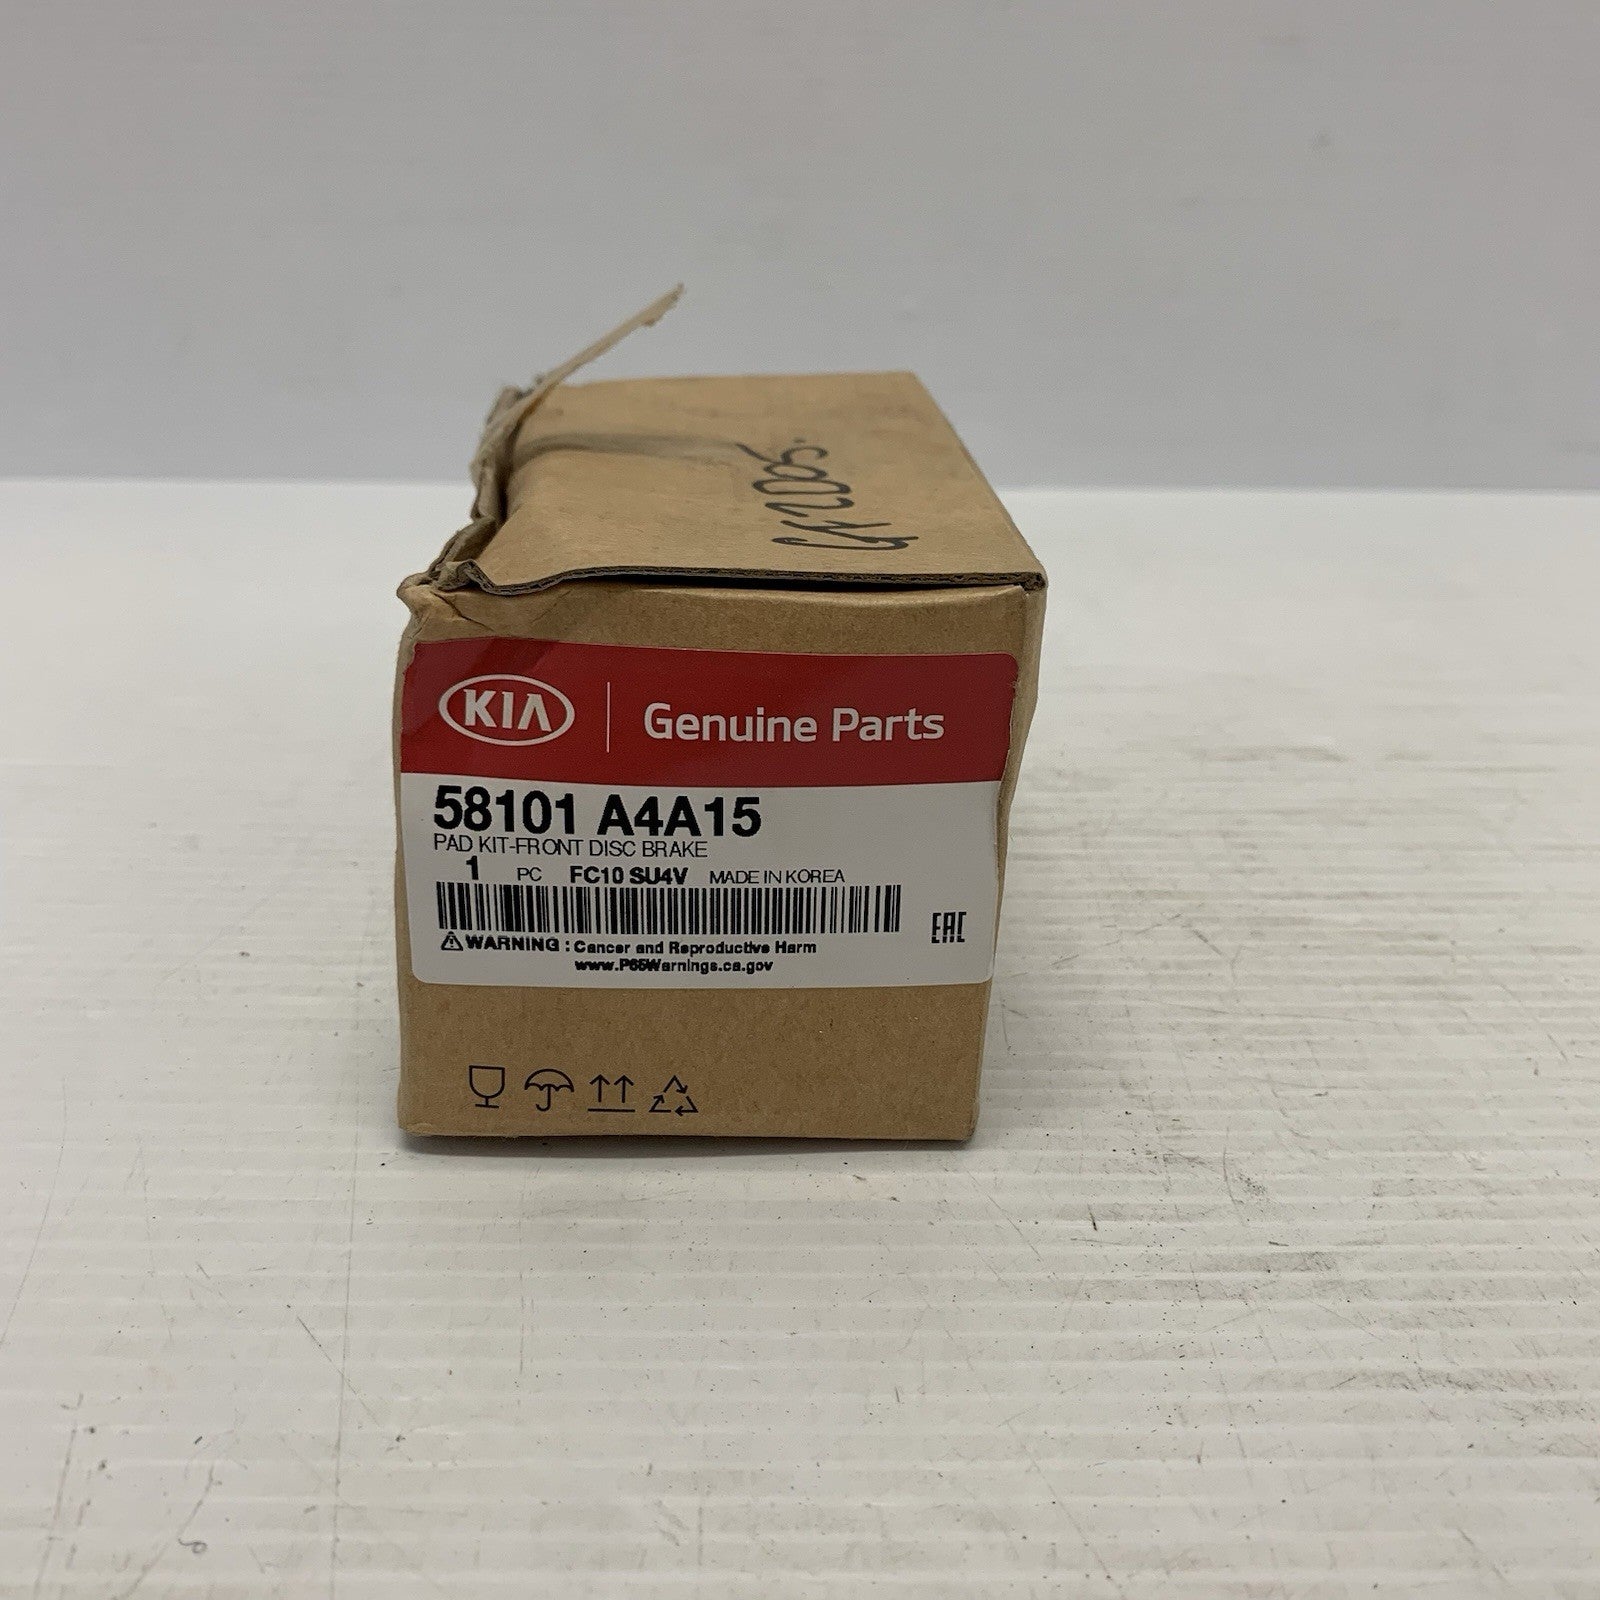 KIA
Genuine Parts
58101 A4A15
PAD KIT-FRONT DISC BRAKE
1 PC FC10 SU4V MADE IN KOREA
EAC
WARNING : Cancer and Reproductive Harm
www.P65Warnings.ca.gov